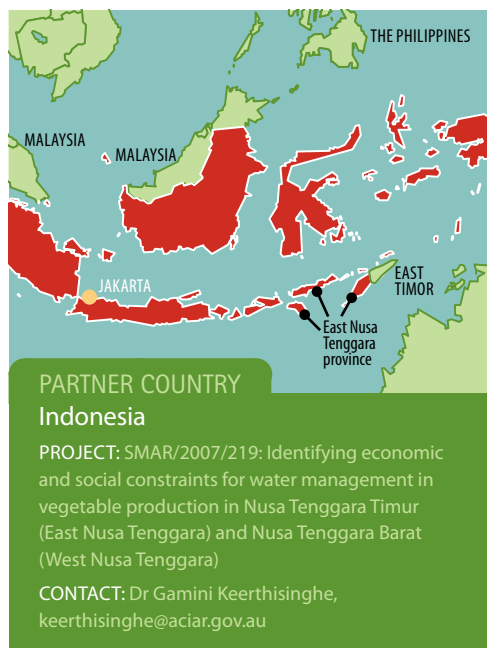 THE PHILIPPINES
MALAYSIA
MALAYSIA
JAKARTA
EAST
TIMOR
East Nusa
Tenggara
province
PARTNER COUNTRY
Indonesia
PROJECT: SMAR/2007/219: Identifying economic
and social constraints for water management in
vegetable production in Nusa Tenggara Timur
(East Nusa Tenggara) and Nusa Tenggara Barat
(West Nusa Tenggara)
CONTACT: Dr Gamini Keerthisinghe,
keerthisinghe@aciar.gov.au